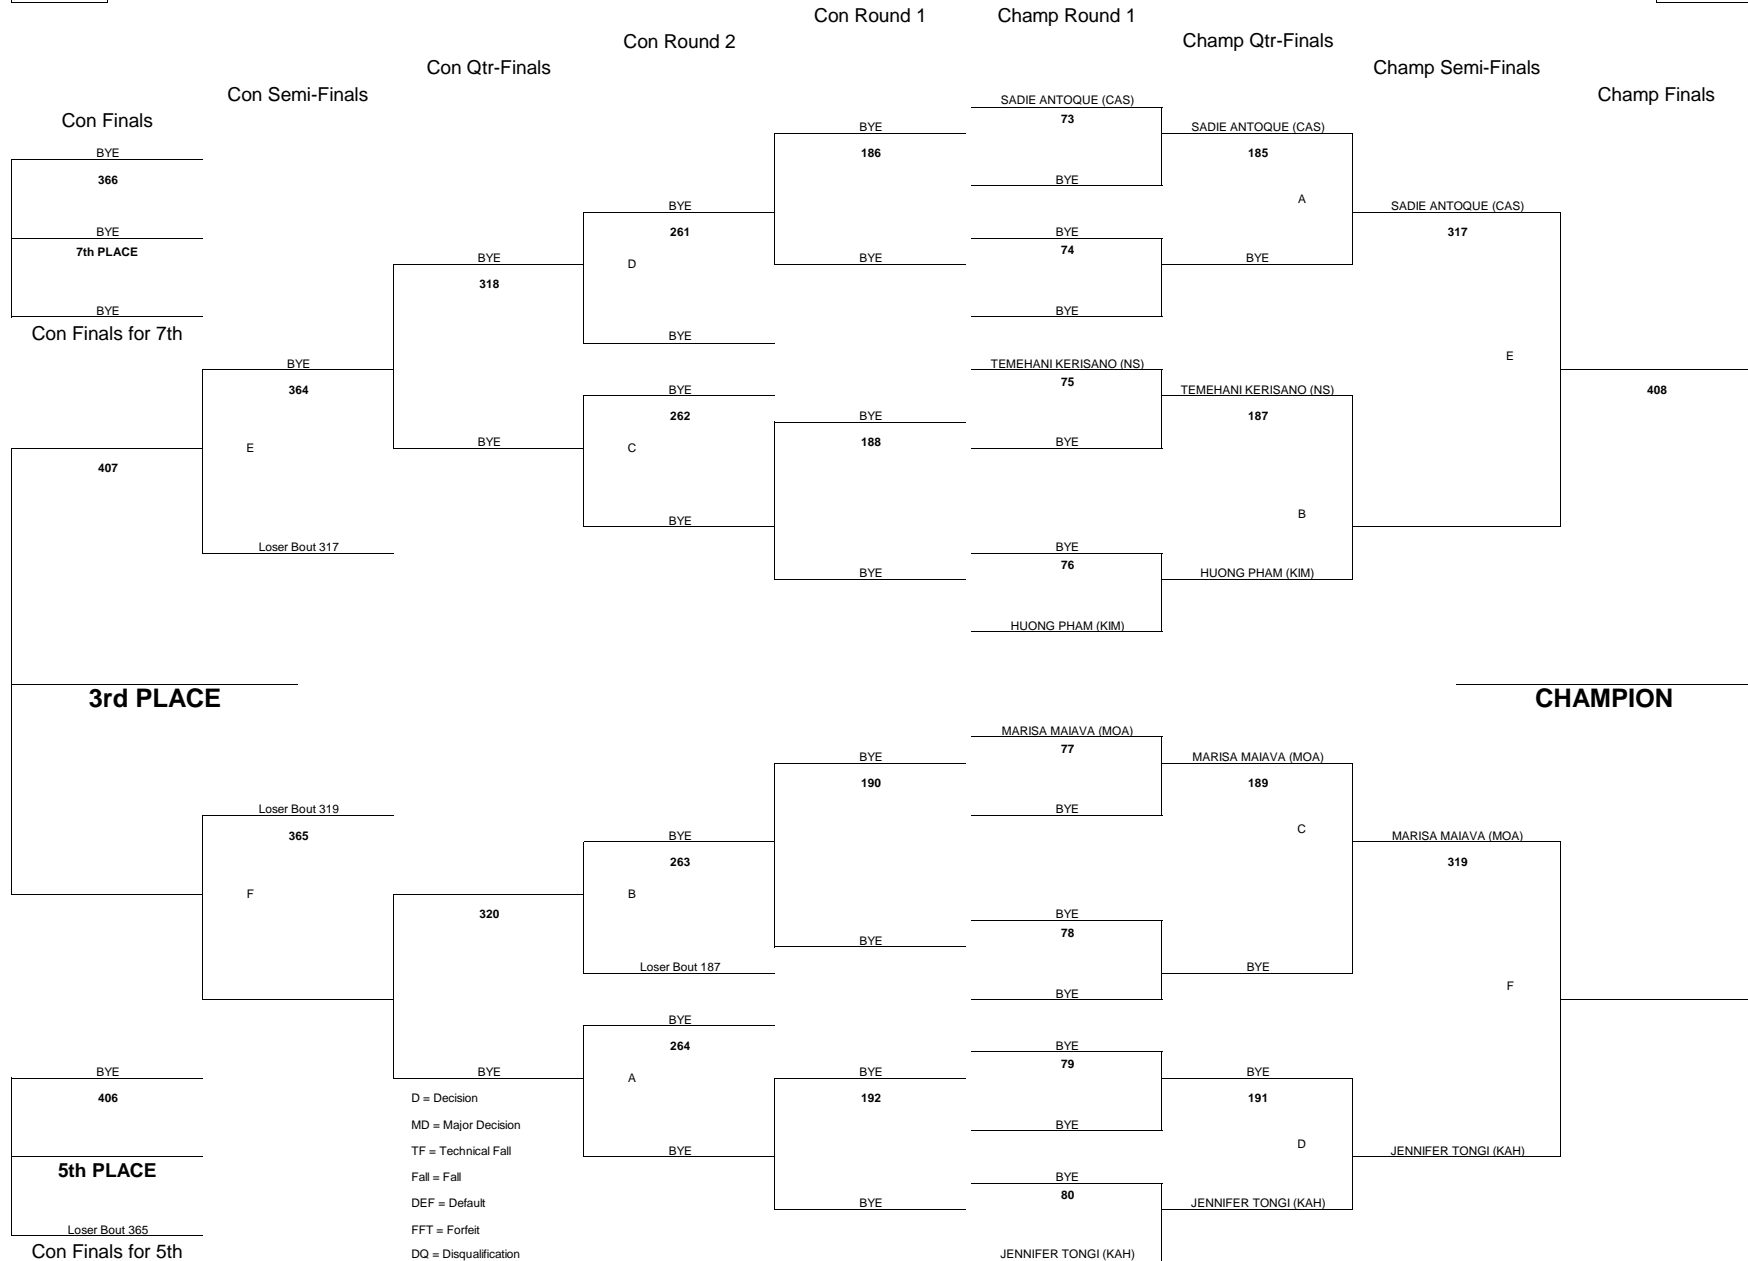 Con Round 1
Champ Round 1
Con Round 2
Champ Qtr-Finals
Con Qtr-Finals
Champ Semi-Finals
Con Semi-Finals
Champ Finals
Con Finals
SADIE ANTOQUE (CAS)
73
BYE
SADIE ANTOQUE (CAS)
BYE
186
185
366
BYE
A
BYE
SADIE ANTOQUE (CAS)
BYE
BYE
261
317
7th PLACE
74
BYE
D
BYE
BYE
318
BYE
BYE
Con Finals for 7th
BYE
E
BYE
TEMEHANI KERISANO (NS)
75
364
BYE
TEMEHANI KERISANO (NS)
408
262
BYE
187
BYE
188
E
C
BYE
407
B
BYE
Loser Bout 317
BYE
76
BYE
HUONG PHAM (KIM)
HUONG PHAM (KIM)
3rd PLACE
CHAMPION
MARISA MAIAVA (MOA)
77
BYE
MARISA MAIAVA (MOA)
190
189
Loser Bout 319
BYE
C
365
BYE
MARISA MAIAVA (MOA)
263
319
F
B
320
BYE
78
BYE
Loser Bout 187
BYE
F
BYE
BYE
264
BYE
79
BYE
BYE
A
BYE
BYE
406
D = Decision
192
191
MD = Major Decision
BYE
D
TF = Technical Fall
BYE
JENNIFER TONGI (KAH)
5th PLACE
Fall = Fall
BYE
80
DEF = Default
BYE
JENNIFER TONGI (KAH)
Loser Bout 365
FFT = Forfeit
Con Finals for 5th
DQ = Disqualification
JENNIFER TONGI (KAH)